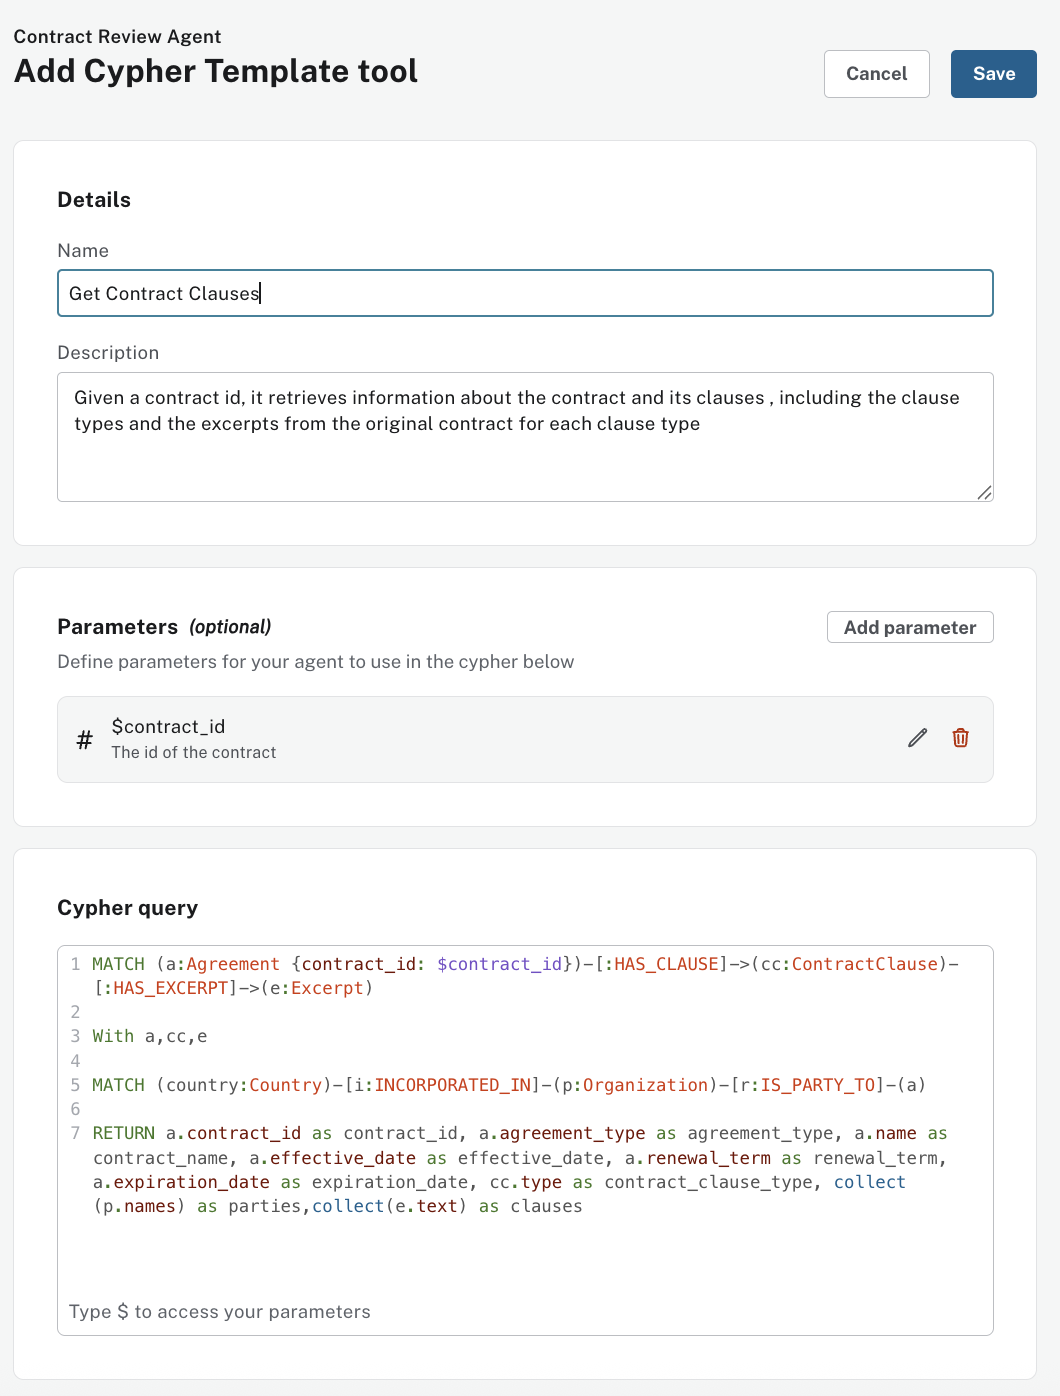 Contract Review Agent
Add Cypher Template tool
Cancel
Save
Details
Name
Get Contract Clauses
Description
Given a contract id, it retrieves information about the contract and its clauses , including the clause
types and the excerpts from the original contract for each clause type
Parameters (optional)
Add parameter
Define parameters for your agent to use in the cypher below
# $contract_id
The id of the contract
Cypher query
1 MATCH (a:Agreement {contract_id: $contract_id})-[:HAS_CLAUSE]->(cc:ContractClause)-
[:HAS_EXCERPT]->(e:Excerpt)
2
3 With a,cc,e
4
5 MATCH (country:Country)-[i:INCORPORATED_IN]-(p:Organization)-[r:IS_PARTY_TO]-(a)
6
7 RETURN a.contract_id as contract_id, a.agreement_type as agreement_type, a.name as
contract_name, a.effective_date as effective_date, a.renewal_term as renewal_term,
a.expiration_date as expiration_date, cc.type as contract_clause_type, collect
(p.names) as parties,collect(e.text) as clauses
Type $ to access your parameters